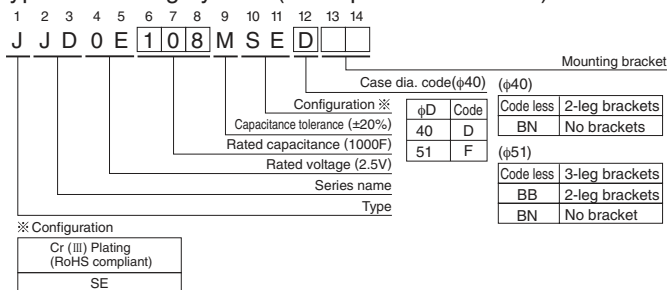 1 2 3 4 5 6 7 8 9 10 11 12 13 14
J J D 0 E 1 0 8 M S E D
Mounting bracket
Case dia. code(φ40)
Configuration ※
Capacitance tolerance (±20%)
Rated capacitance (1000F)
Rated voltage (2.5V)
Series name
Type
φD Code
40 D
51 F
(φ40)
Code less 2-leg brackets
BN No brackets
(φ51)
Code less 3-leg brackets
BB 2-leg brackets
BN No bracket
※ Configuration
Cr (Ⅲ) Plating
(RoHS compliant)
SE